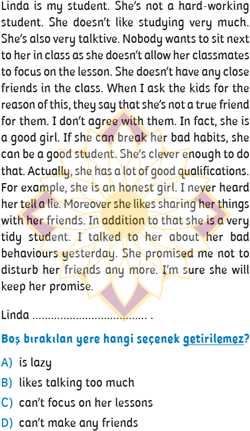 Linda is my student. She's not a hard-working
student. She doesn't like studying very much.
She's also very talktive. Nobody wants to sit next
to her in class as she doesn't allow her classmates
to focus on the lesson. She doesn't have any close
friends in the class. When I ask the kids for the
reason of this, they say that she's not a true friend
for them. I don't agree with them. In fact, she is
a good girl. If she can break her bad habits, she
can be a good student. She's clever enough to do
that. Actually, she has a lot of good qualifications.
For example, she is an honest girl. I never heard
her tell a lie. Moreover she likes sharing her things
with her friends. In addition to that she is a very
tidy student. I talked to her about her bad
behaviours yesterday. She promised me not to
disturb her friends any more. I'm sure she will
keep her promise.
Linda ...................................... .
Boş bırakılan yere hangi seçenek getirilemez?
A) is lazy
B) likes talking too much
C) can't focus on her lessons
D) can't make any friends